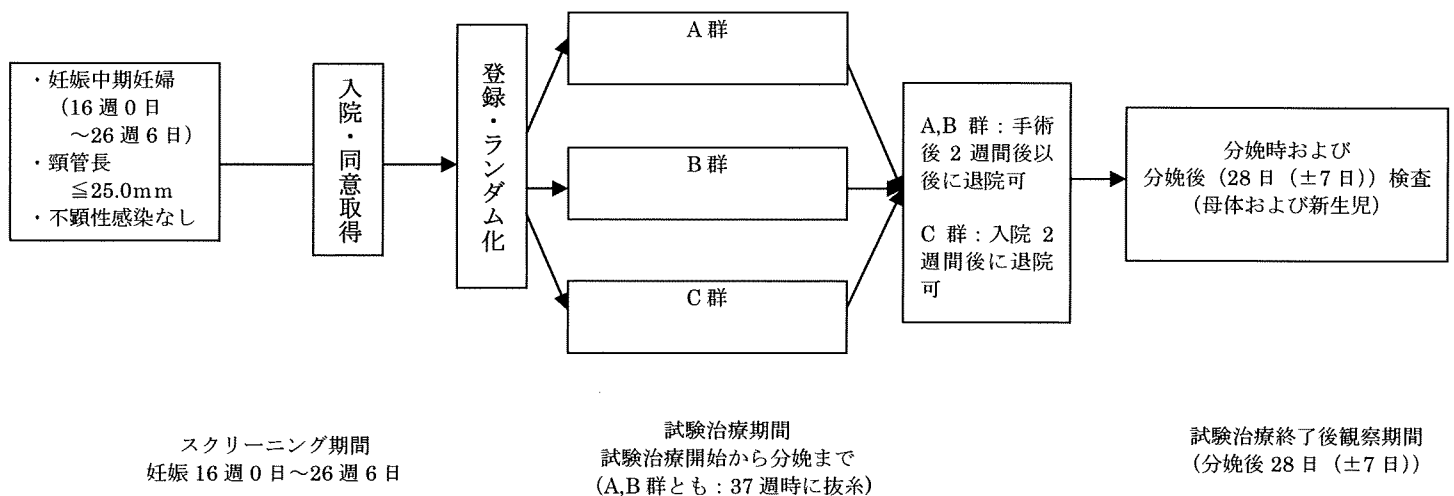 ・妊娠中期妊婦
(16 週 0 日
～26 週 6 日)
・頸管長
≦25.0mm
・不顕性感染なし
入院・同意取得
登録・ランダム化
A 群
B 群
C 群
A,B 群：手術
後 2 週間後以
後に退院可
C 群：入院 2
週間後に退院
可
分娩時および
分娩後（28 日（±7 日））検査
(母体および新生児)
スクリーニング期間
妊娠 16 週 0 日～26 週 6 日
試験治療期間
試験治療開始から分娩まで
(A,B 群とも：37 週時に抜糸)
試験治療終了後観察期間
(分娩後 28 日（±7 日）)